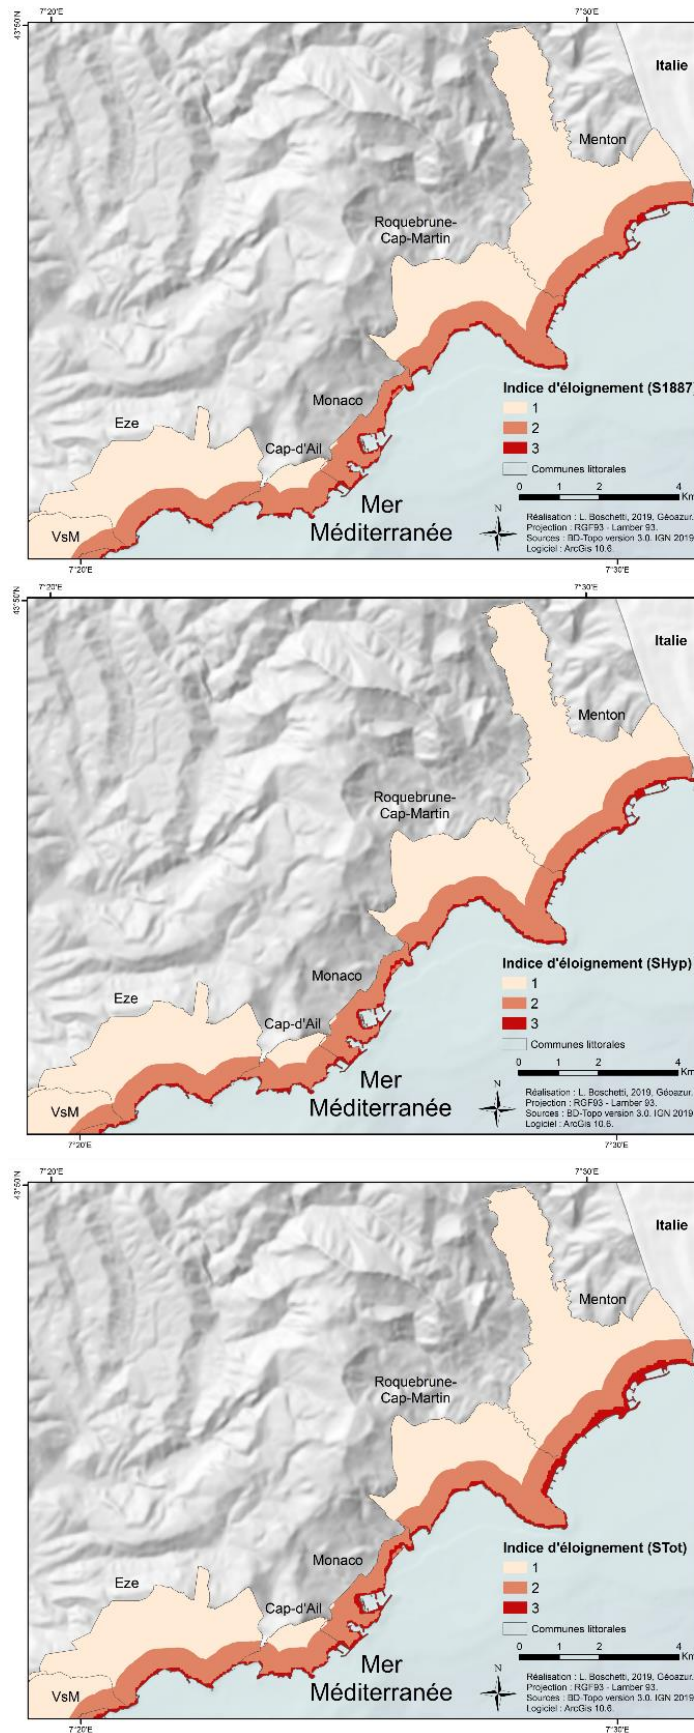 7°20'E
7°30'E
43°50'N
Italie
Menton
Roquebrune-
Cap-Martin
Monaco
Eze
Cap-d'Ail
VsM
Mer
Méditerranée
Indice d'éloignement (S1887)
1
2
3
Communes littorales
0 2 4
Km
N
Réalisation : L. Boschetti, 2019, Géoazur.
Projection : RGF93 - Lamber 93.
Sources : BD-Topo version 3.0. IGN 2019
Logiciel : ArcGis 10.6.
7°20'E
7°30'E
7°20'E
7°30'E
43°50'N
Italie
Menton
Roquebrune-
Cap-Martin
Monaco
Eze
Cap-d'Ail
VsM
Mer
Méditerranée
Indice d'éloignement (SHyp)
1
2
3
Communes littorales
0 2 4
Km
N
Réalisation : L. Boschetti, 2019, Géoazur.
Projection : RGF93 - Lamber 93.
Sources : BD-Topo version 3.0. IGN 2019
Logiciel : ArcGis 10.6.
7°20'E
7°30'E
7°20'E
7°30'E
43°50'N
Italie
Menton
Roquebrune-
Cap-Martin
Monaco
Eze
Cap-d'Ail
VsM
Mer
Méditerranée
Indice d'éloignement (STot)
1
2
3
Communes littorales
0 2 4
Km
N
Réalisation : L. Boschetti, 2019, Géoazur.
Projection : RGF93 - Lamber 93.
Sources : BD-Topo version 3.0. IGN 2019
Logiciel : ArcGis 10.6.
7°20'E
7°30'E